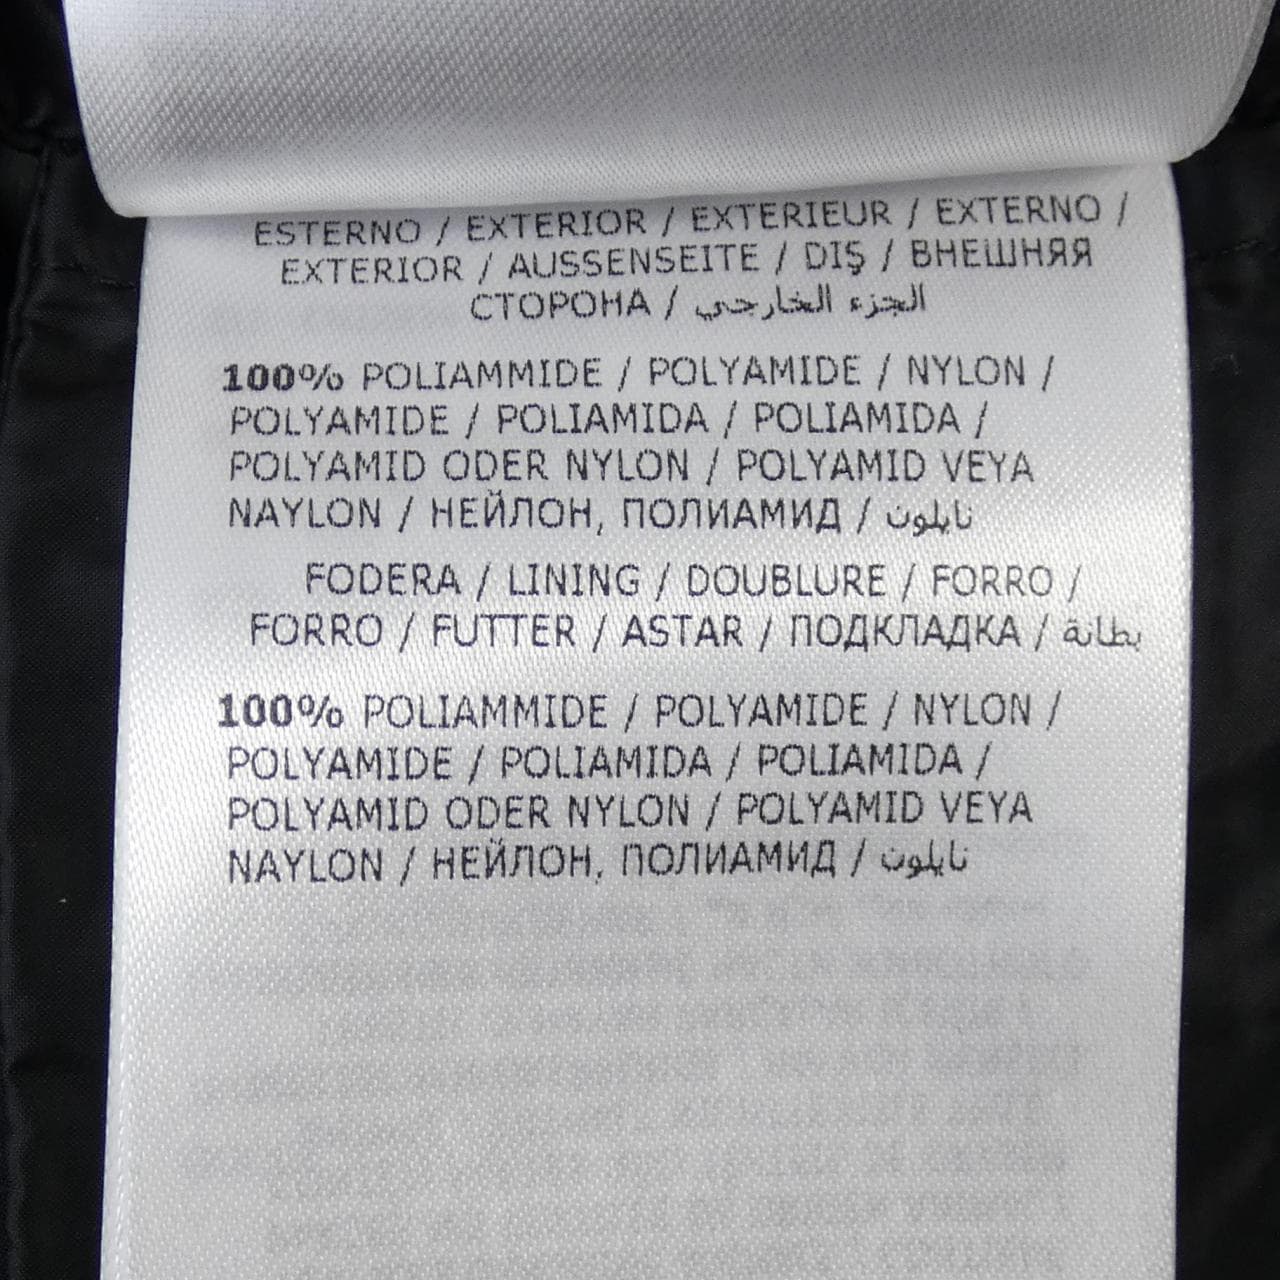 ESTERNO / EXTERIOR / EXTERIEUR / EXTERNO /
EXTERIOR / AUSSENSEITE / DIŞ / ВНЕШНЯЯ
СТОРОНА / الجزء الخارجي
100% POLIAMMIDE / POLYAMIDE / NYLON /
POLYAMIDE / POLIAMIDA / POLIAMIDA /
POLYAMID ODER NYLON / POLYAMID VEYA
NAYLON / НЕЙЛОН, ПОЛИАМИД / نايلون
FODERA / LINING / DOUBLURE / FORRO /
FORRO / FUTTER / ASTAR / ПОДКЛАДКА / بطانة
100% POLIAMMIDE / POLYAMIDE / NYLON /
POLYAMIDE / POLIAMIDA / POLIAMIDA /
POLYAMID ODER NYLON / POLYAMID VEYA
NAYLON / НЕЙЛОН, ПОЛИАМИД / نايلون